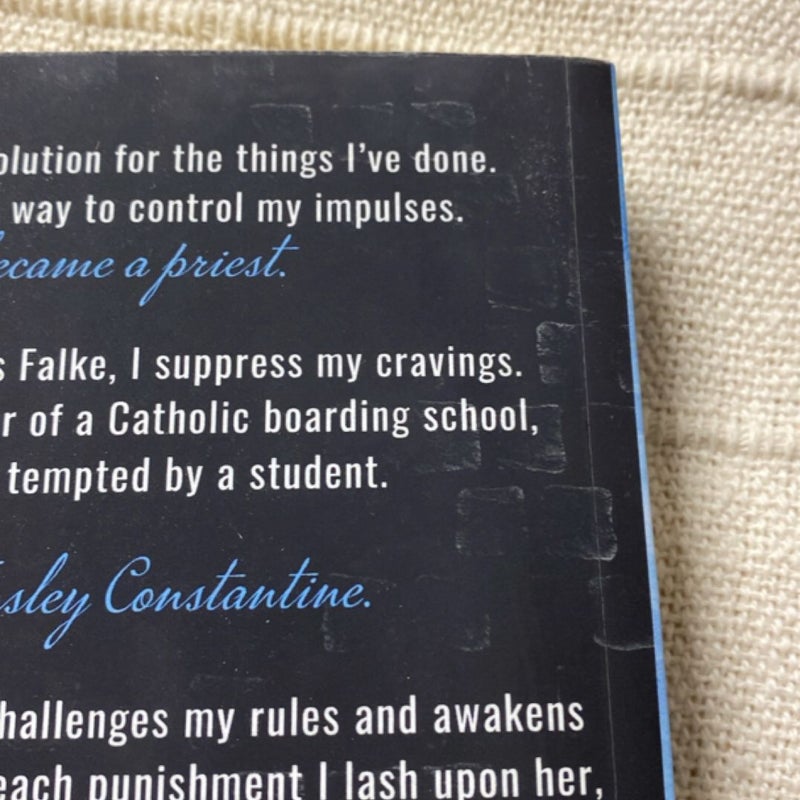 olution for the things I've done.
way to control my impulses.
ecame a priest.
s Falke, I suppress my cravings.
r of a Catholic boarding school,
tempted by a student.
sley Constantine.
hallenges my rules and awakens
each punishment I lash upon her,